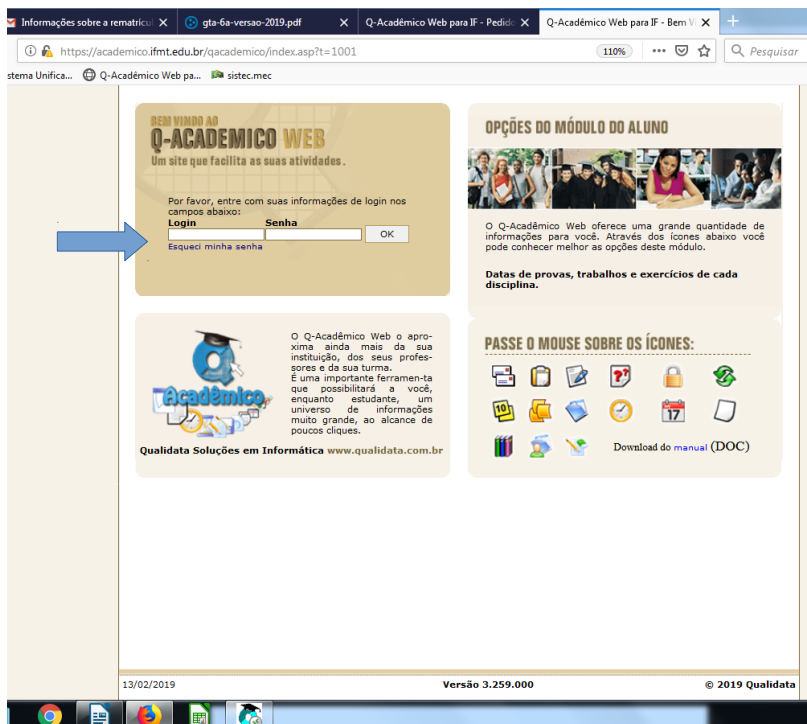 Informações sobre a rematrícul
gta-6a-versao-2019.pdf
Q-Acadêmico Web para IF - Pedido
Q-Acadêmico Web para IF - Bem Vi
https://academico.ifmt.edu.br/qacademico/index.asp?t=1001
110%
Pesquisar
stema Unifica...
Q-Acadêmico Web pa...
sistec.mec
BEM VINDO AO
Q-ACADEMICO WEB
Um site que facilita as suas atividades.
Por favor, entre com suas informações de login nos
campos abaixo:
Login Senha
OK
Esqueci minha senha
OPÇÕES DO MÓDULO DO ALUNO
O Q-Acadêmico Web oferece uma grande quantidade de
informações para você. Através dos ícones abaixo você
pode conhecer melhor as opções deste módulo.
Datas de provas, trabalhos e exercícios de cada
disciplina.
Acadêmico
O Q-Acadêmico Web o apro-
xima ainda mais da sua
instituição, dos seus profes-
sores e da sua turma.
É uma importante ferramen-ta
que possibilitará a você,
enquanto estudante, um
universo de informações
muito grande, ao alcance de
poucos cliques.
Qualidata Soluções em Informática www.qualidata.com.br
PASSE O MOUSE SOBRE OS ÍCONES:
10
17
Download do manual (DOC)
13/02/2019
Versão 3.259.000
© 2019 Qualidata